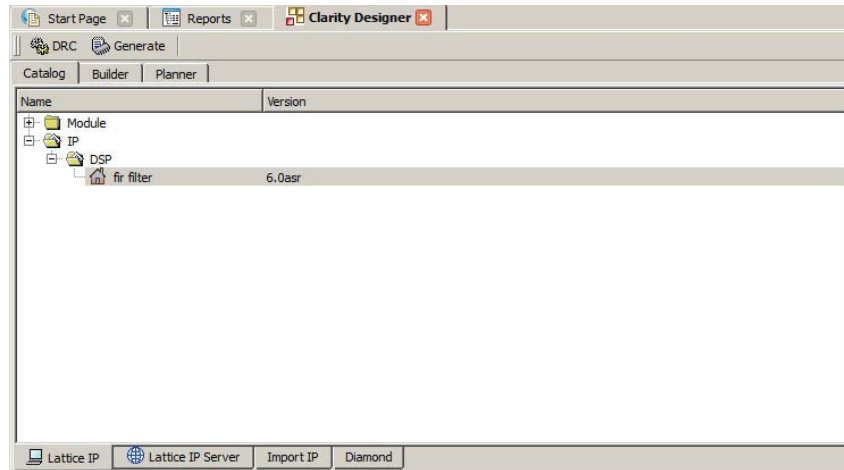 Start Page Reports Clarity Designer
DRC Generate
Catalog Builder Planner
Name Version
Module
IP
DSP
fir filter 6.0asr
Lattice IP Lattice IP Server Import IP Diamond